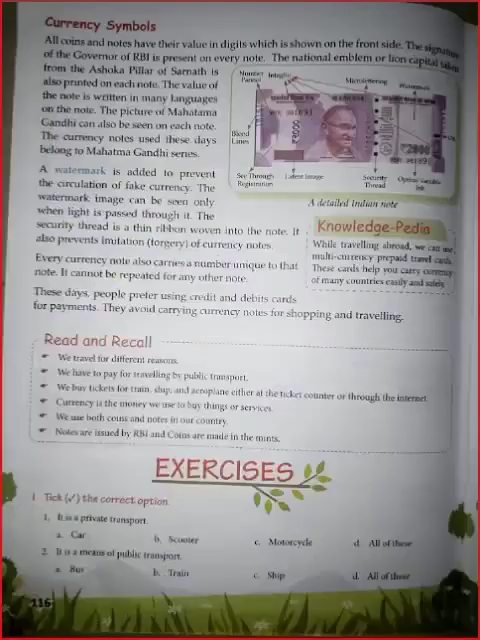 Currency Symbols
All coins and notes have their value in digits which is shown on the front side. The signature
of the Governor of RBI is present on every note. The national emblem or lion capital taken
from the Ashoka Pillar of Sarnath is
also printed on each note. The value of
the note is written in many languages
on the note. The picture of Mahatama
Gandhi can also be seen on each note.
The currency notes used these days
belong to Mahatma Gandhi series.
Number Panel
Intaglio
Microlettering
Watermark
Bleed Lines
₹2000
See Through Registration
Latent Image
Security Thread
Optical Variable Ink
A detailed Indian note
A watermark is added to prevent
the circulation of fake currency. The
watermark image can be seen only
when light is passed through it. The
security thread is a thin ribbon woven into the note. It
also prevents imitation (forgery) of currency notes.
Every currency note also carries a number unique to that
note. It cannot be repeated for any other note.
Knowledge-Pedia
While travelling abroad, we can use
multi-currency prepaid travel cards.
These cards help you carry currency
of many countries easily and safely.
These days, people prefer using credit and debits cards
for payments. They avoid carrying currency notes for shopping and travelling.
Read and Recall
We travel for different reasons.
We have to pay for travelling by public transport.
We buy tickets for train, ship, and aeroplane either at the ticket counter or through the internet.
Currency is the money we use to buy things or services.
We use both coins and notes in our country.
Notes are issued by RBI and Coins are made in the mints.
EXERCISES
I Tick (✓) the correct option.
1. It is a private transport.
a. Car b. Scooter c. Motorcycle d. All of these
2. It is a means of public transport.
a. Bus b. Train c. Ship d. All of these
116